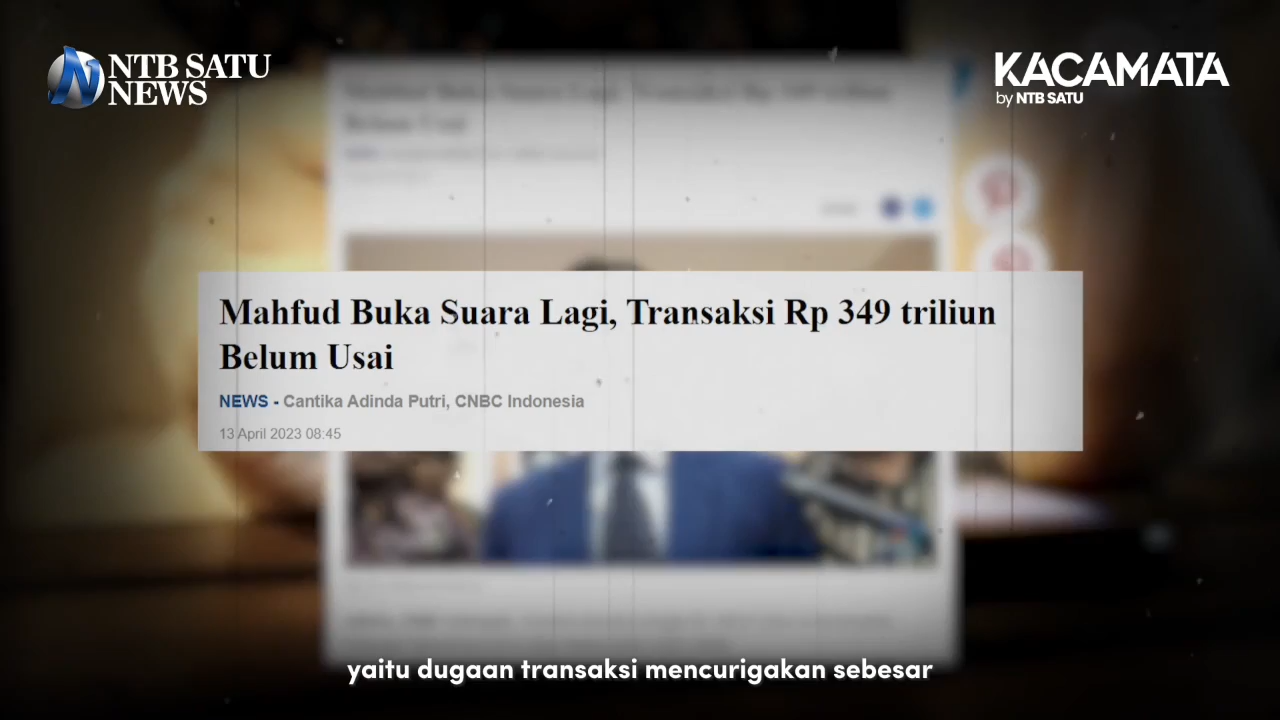 NTB SATU
NEWS
KACAMATA
by NTB SATU
Mahfud Buka Suara Lagi, Transaksi Rp 349 triliun
Belum Usai
NEWS - Cantika Adinda Putri, CNBC Indonesia
13 April 2023 08:45
yaitu dugaan transaksi mencurigakan sebesar